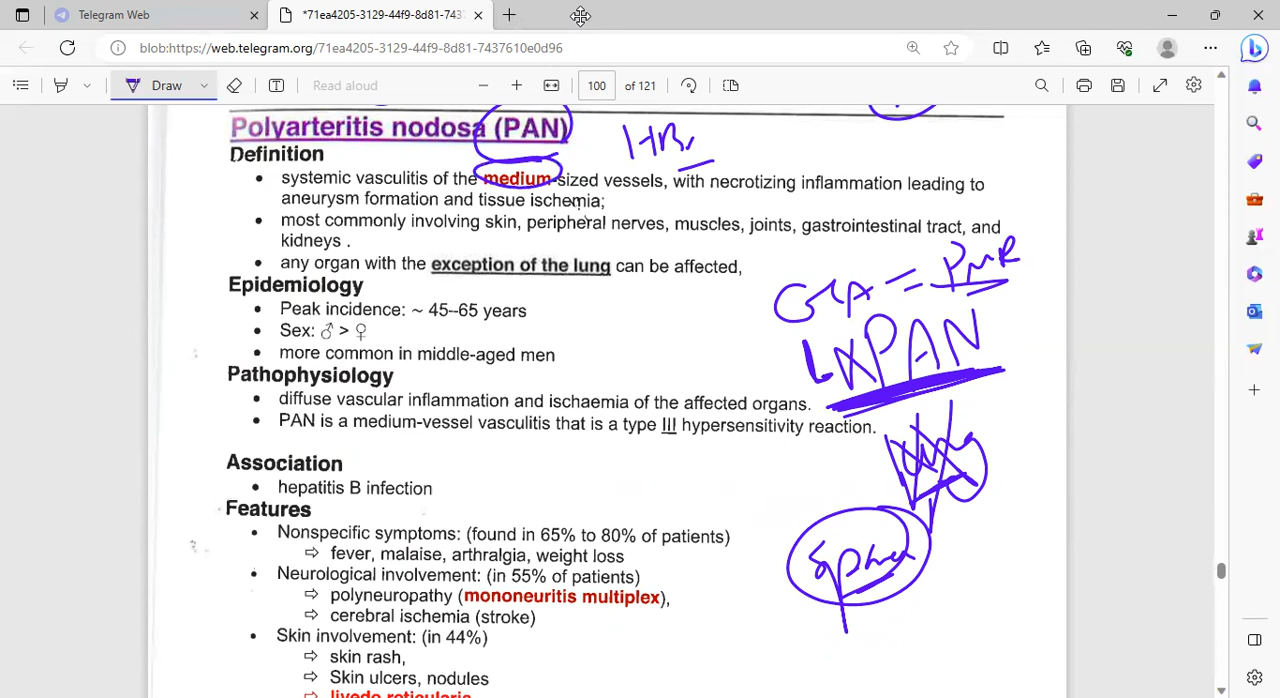 Telegram Web
*71ea4205-3129-44f9-8d81-7437
blob:https://web.telegram.org/71ea4205-3129-44f9-8d81-7437610e0d96
Draw
Read aloud
100 of 121
Polyarteritis nodosa (PAN)
HBV
Definition
• systemic vasculitis of the medium-sized vessels, with necrotizing inflammation leading to
aneurysm formation and tissue ischemia;
• most commonly involving skin, peripheral nerves, muscles, joints, gastrointestinal tract, and
kidneys .
• any organ with the exception of the lung can be affected,
GCA = PMR
PAN
Epidemiology
• Peak incidence: ~ 45–65 years
• Sex: ♂ > ♀
• more common in middle-aged men
Pathophysiology
• diffuse vascular inflammation and ischaemia of the affected organs.
• PAN is a medium-vessel vasculitis that is a type III hypersensitivity reaction.
Association
• hepatitis B infection
Features
• Nonspecific symptoms: (found in 65% to 80% of patients)
⇨ fever, malaise, arthralgia, weight loss
• Neurological involvement: (in 55% of patients)
⇨ polyneuropathy (mononeuritis multiplex),
⇨ cerebral ischemia (stroke)
• Skin involvement: (in 44%)
⇨ skin rash,
⇨ Skin ulcers, nodules
⇨ livedo reticularis